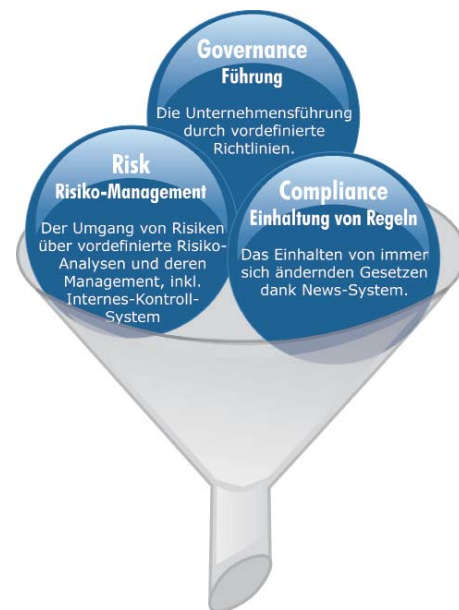 Governance
Führung
Die Unternehmensführung
durch vordefinierte
Richtlinien.
Risk
Risiko-Management
Der Umgang von Risiken
über vordefinierte Risiko-
Analysen und deren
Management, inkl.
Internes-Kontroll-
System
Compliance
Einhaltung von Regeln
Das Einhalten von immer
sich ändernden Gesetzen
dank News-System.